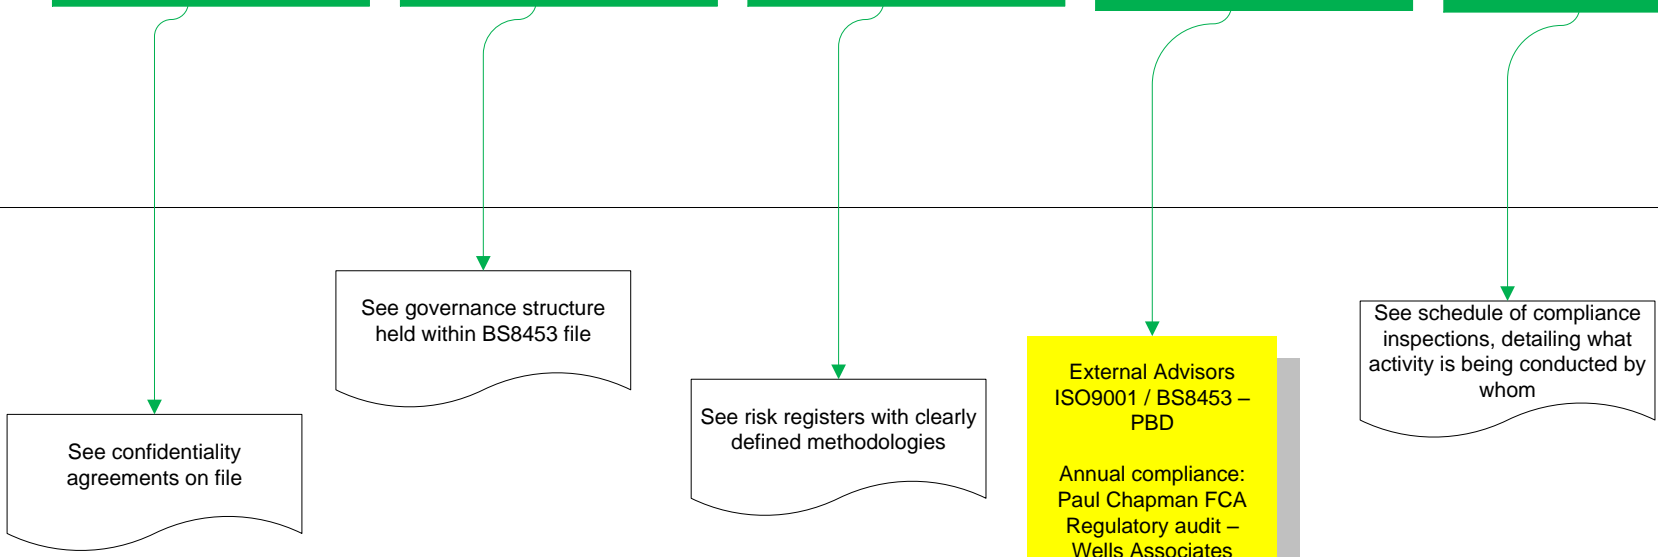 See confidentiality
agreements on file
See governance structure
held within BS8453 file
See risk registers with clearly
defined methodologies
External Advisors
ISO9001 / BS8453 –
PBD
Annual compliance:
Paul Chapman FCA
Regulatory audit –
Wells Associates
See schedule of compliance
inspections, detailing what
activity is being conducted by
whom